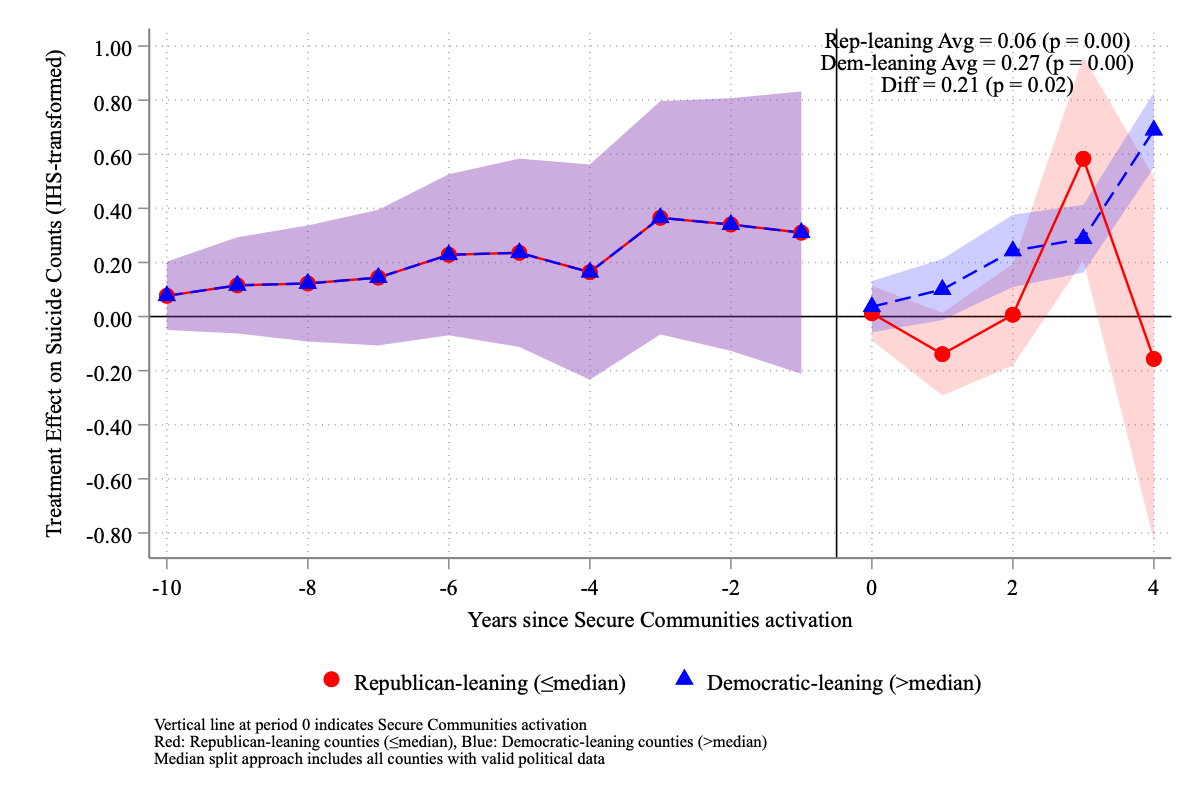 Rep-leaning Avg = 0.06 (p = 0.00)
Dem-leaning Avg = 0.27 (p = 0.00)
Diff = 0.21 (p = 0.02)
Treatment Effect on Suicide Counts (IHS-transformed)
1.00
0.80
0.60
0.40
0.20
0.00
-0.20
-0.40
-0.60
-0.80
-10 -8 -6 -4 -2 0 2 4
Years since Secure Communities activation
Republican-leaning (≤median) Democratic-leaning (>median)
Vertical line at period 0 indicates Secure Communities activation
Red: Republican-leaning counties (≤median), Blue: Democratic-leaning counties (>median)
Median split approach includes all counties with valid political data